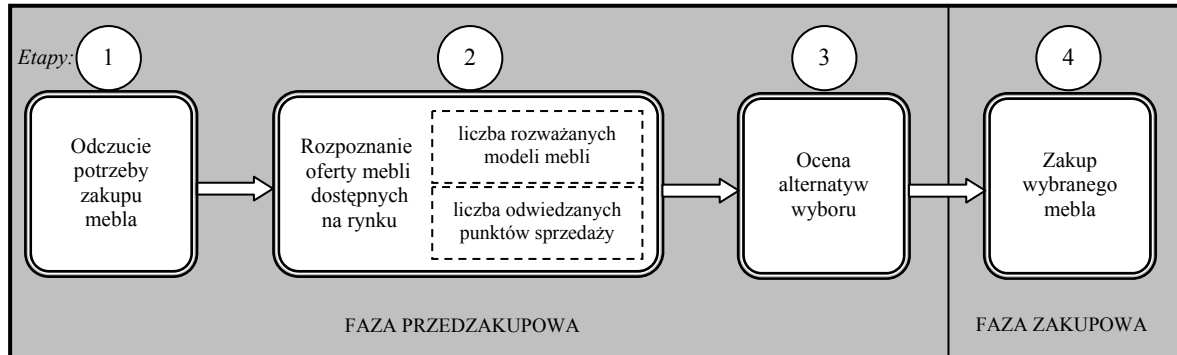 Etapy:
1
2
3
4
Odczucie
potrzeby
zakupu
mebla
Rozpoznanie
oferty mebli
dostępnych
na rynku
liczba rozważanych
modeli mebli
liczba odwiedzanych
punktów sprzedaży
Ocena
alternatyw
wyboru
Zakup
wybranego
mebla
FAZA PRZEDZAKUPOWA
FAZA ZAKUPOWA